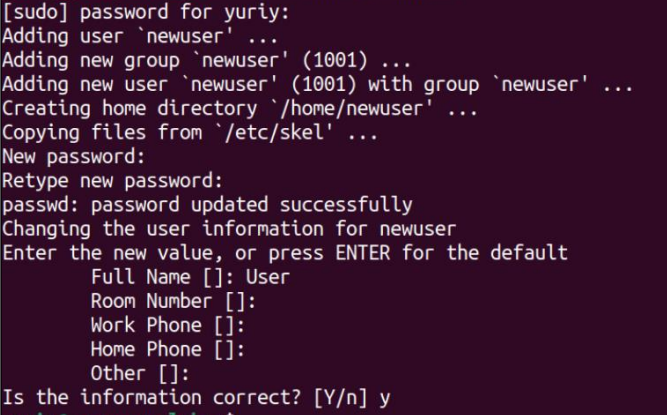 [sudo] password for yuriy:
Adding user `newuser' ...
Adding new group `newuser' (1001) ...
Adding new user `newuser' (1001) with group `newuser' ...
Creating home directory `/home/newuser' ...
Copying files from `/etc/skel' ...
New password:
Retype new password:
passwd: password updated successfully
Changing the user information for newuser
Enter the new value, or press ENTER for the default
Full Name []: User
Room Number []:
Work Phone []:
Home Phone []:
Other []:
Is the information correct? [Y/n] y